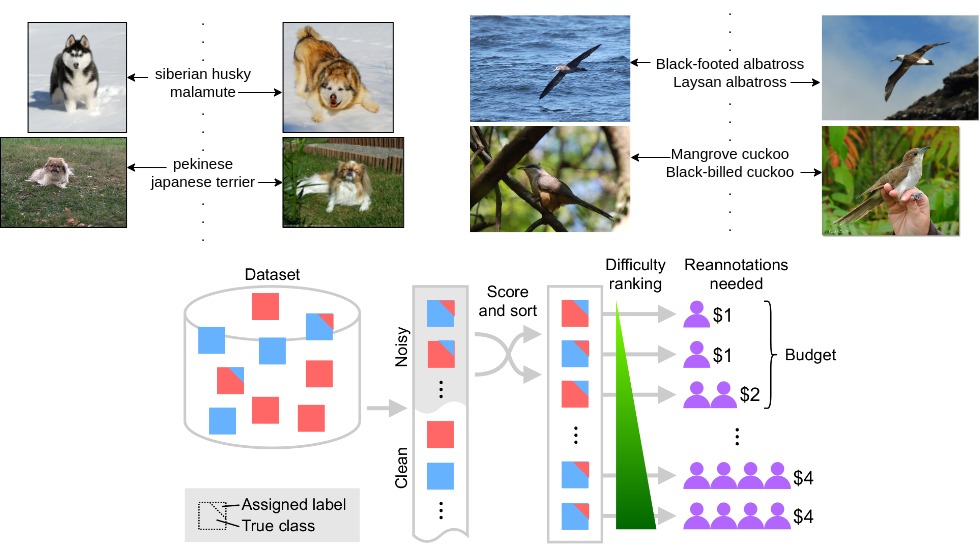 siberian husky
malamute
pekinese
japanese terrier
Black-footed albatross
Laysan albatross
Mangrove cuckoo
Black-billed cuckoo
Dataset
Noisy
Clean
Score
and sort
Difficulty
ranking
Reannotations
needed
$1
$1
$2
Budget
$4
$4
Assigned label
True class